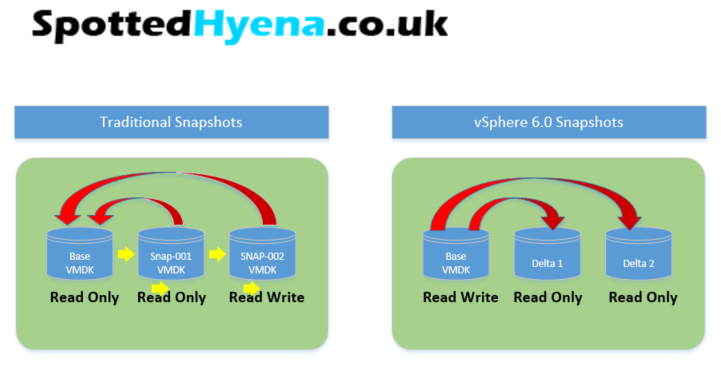 SpottedHyena.co.uk
Traditional Snapshots
vSphere 6.0 Snapshots
Base
VMDK
Snap-001
VMDK
SNAP-002
VMDK
Read Only
Read Only
Read Write
Base
VMDK
Delta 1
Delta 2
Read Write
Read Only
Read Only